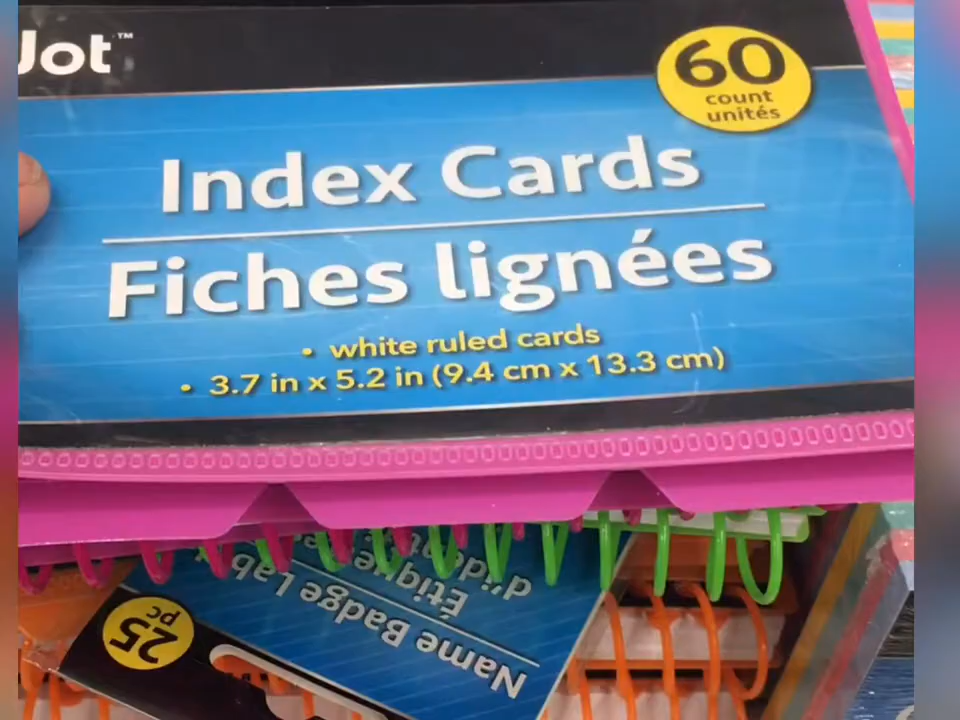 Jot™
60
count
unités
Index Cards
Fiches lignées
• white ruled cards
• 3.7 in x 5.2 in (9.4 cm x 13.3 cm)
25
pc
Name Badge Lab
d'id